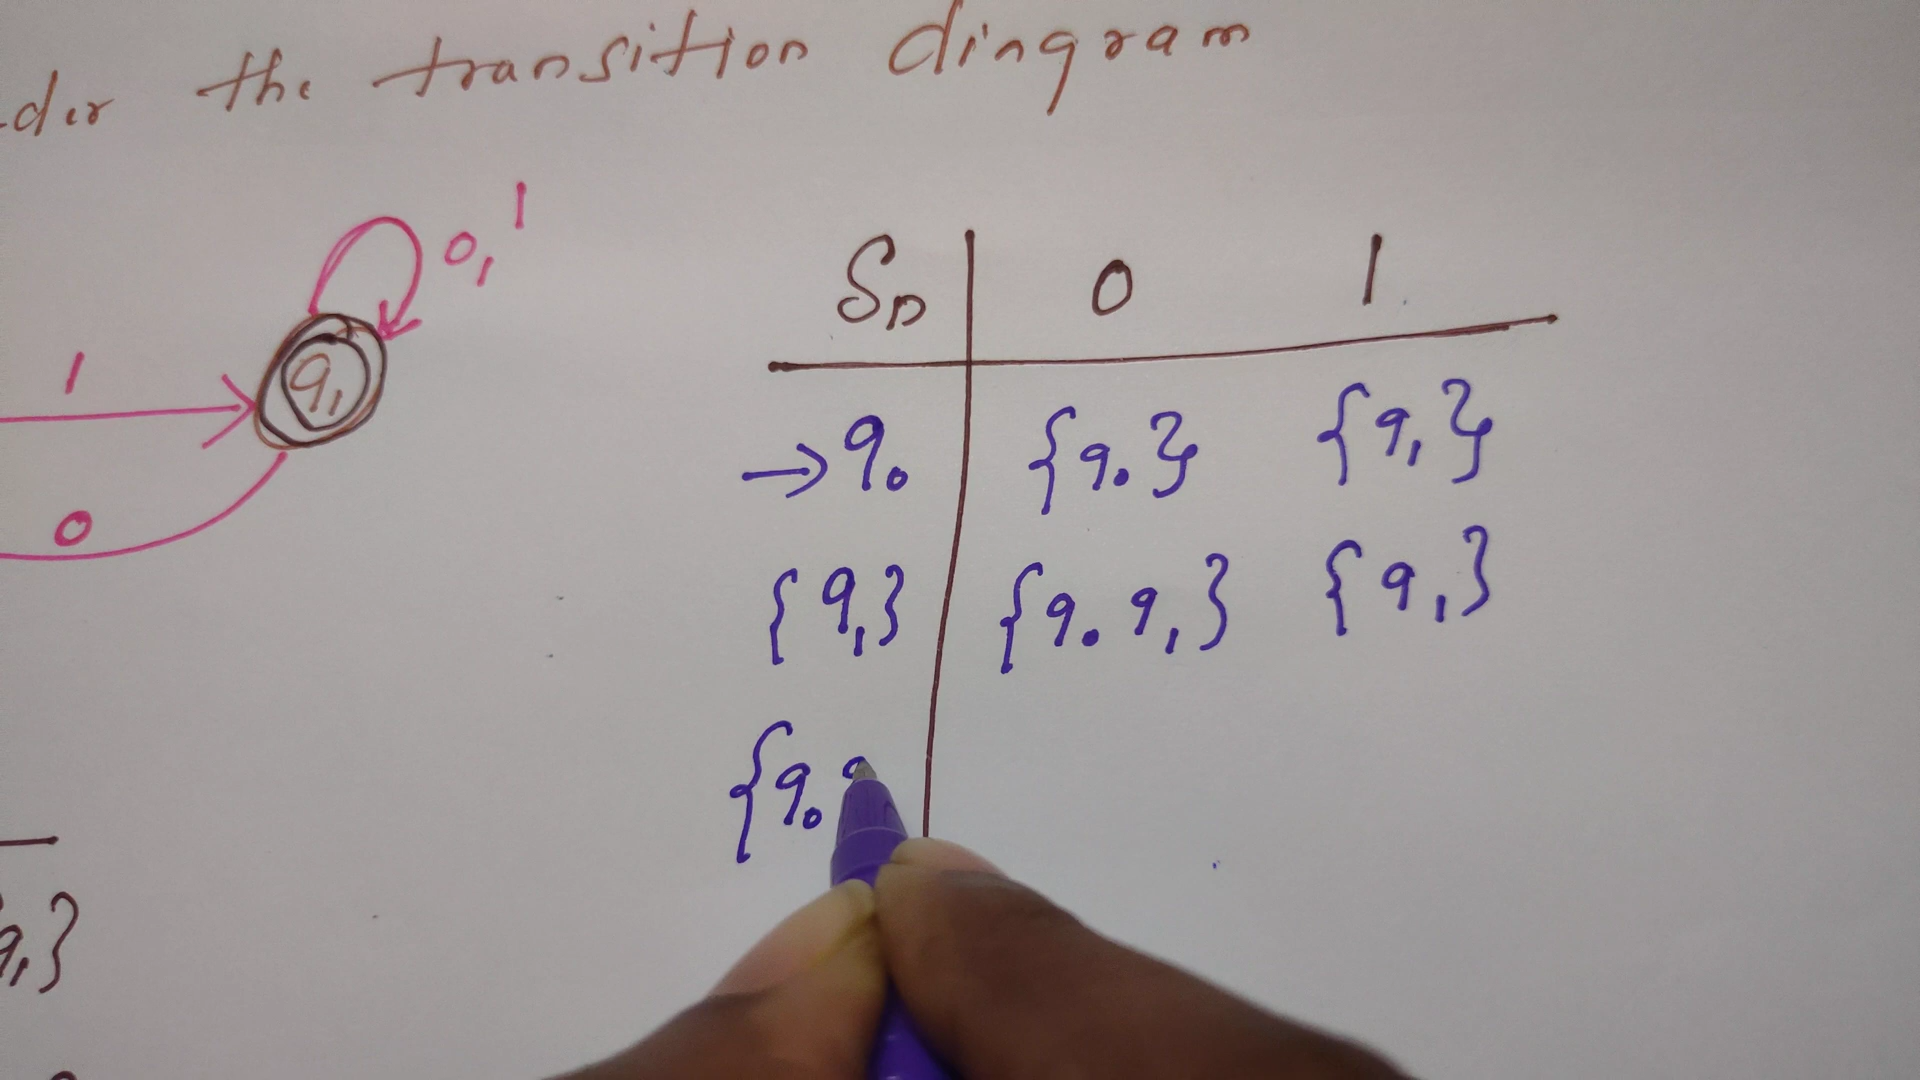 the transition diagram
0, 1
1
q1
0
δD 0 1
→ q0 {q0} {q1}
{q1} {q0 q1} {q1}
{q0 q
q1}